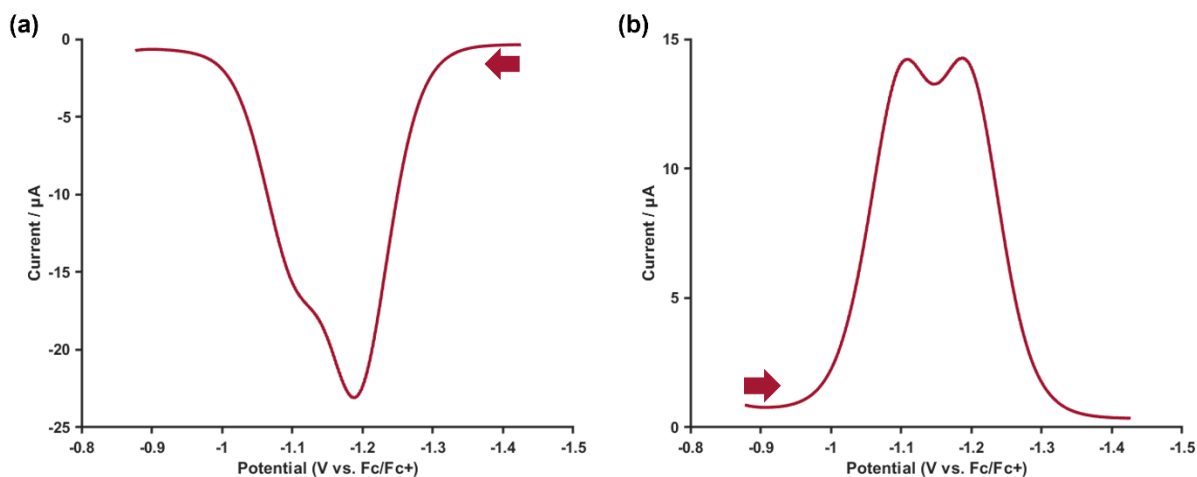 (a)
0
-5
-10
-15
-20
-25
Current / µA
-0.8 -0.9 -1 -1.1 -1.2 -1.3 -1.4 -1.5
Potential (V vs. Fc/Fc+)
(b)
15
10
5
0
Current / µA
-0.8 -0.9 -1 -1.1 -1.2 -1.3 -1.4 -1.5
Potential (V vs. Fc/Fc+)